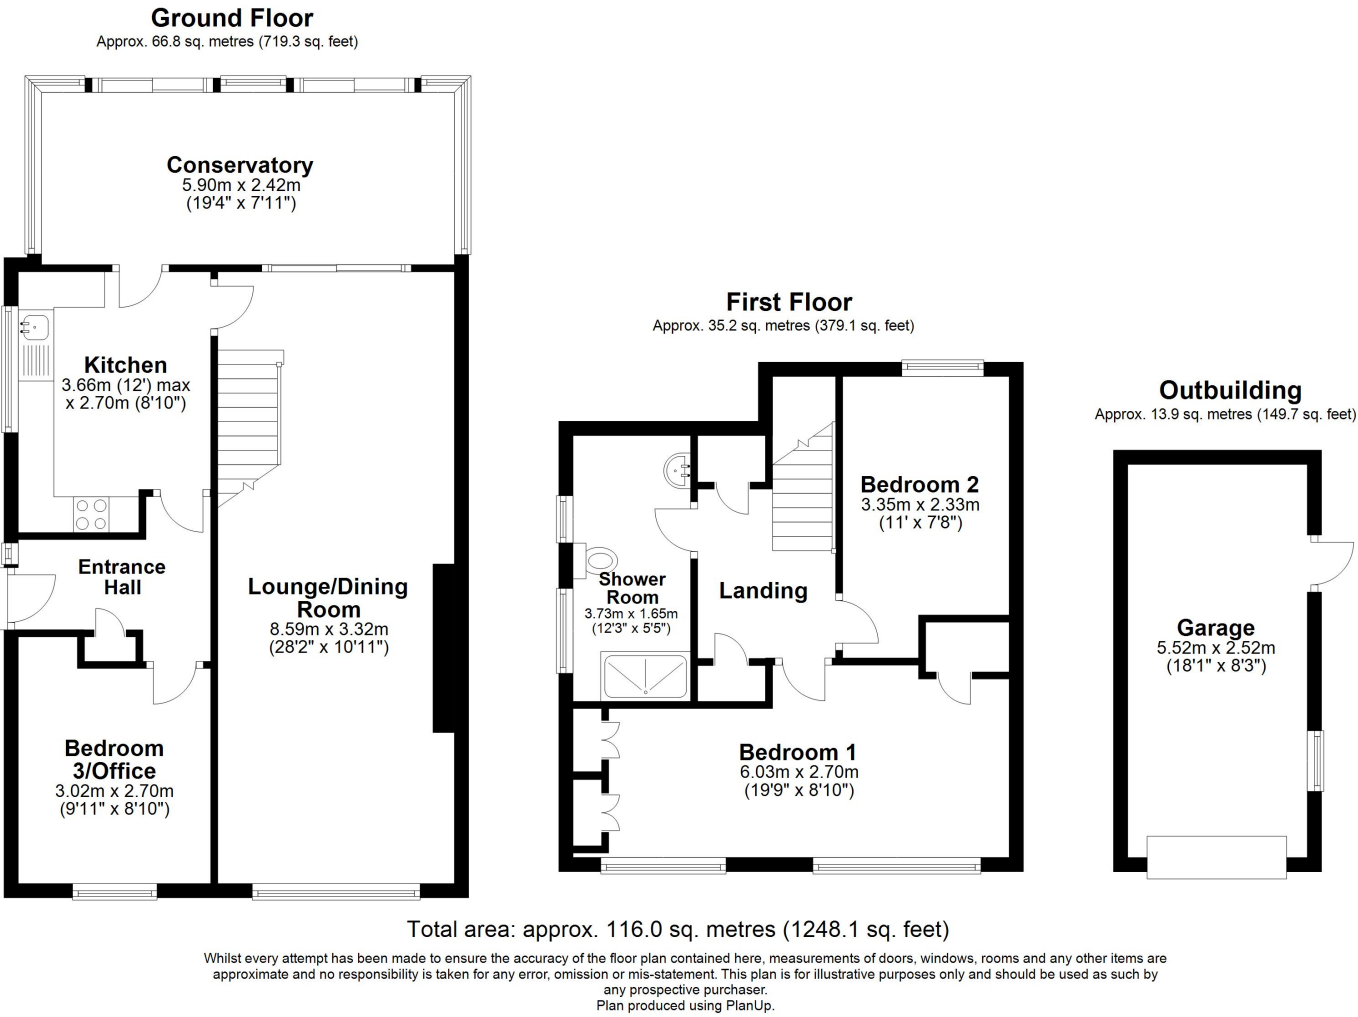 Ground Floor
Approx. 66.8 sq. metres (719.3 sq. feet)
Conservatory
5.90m x 2.42m
(19'4" x 7'11")
Kitchen
3.66m (12') max
x 2.70m (8'10")
Entrance
Hall
Lounge/Dining
Room
8.59m x 3.32m
(28'2" x 10'11")
Bedroom
3/Office
3.02m x 2.70m
(9'11" x 8'10")
First Floor
Approx. 35.2 sq. metres (379.1 sq. feet)
Bedroom 2
3.35m x 2.33m
(11' x 7'8")
Shower
Room
3.73m x 1.65m
(12'3" x 5'5")
Landing
Bedroom 1
6.03m x 2.70m
(19'9" x 8'10")
Outbuilding
Approx. 13.9 sq. metres (149.7 sq. feet)
Garage
5.52m x 2.52m
(18'1" x 8'3")
Total area: approx. 116.0 sq. metres (1248.1 sq. feet)
Whilst every attempt has been made to ensure the accuracy of the floor plan contained here, measurements of doors, windows, rooms and any other items are
approximate and no responsibility is taken for any error, omission or mis-statement. This plan is for illustrative purposes only and should be used as such by
any prospective purchaser.
Plan produced using PlanUp.